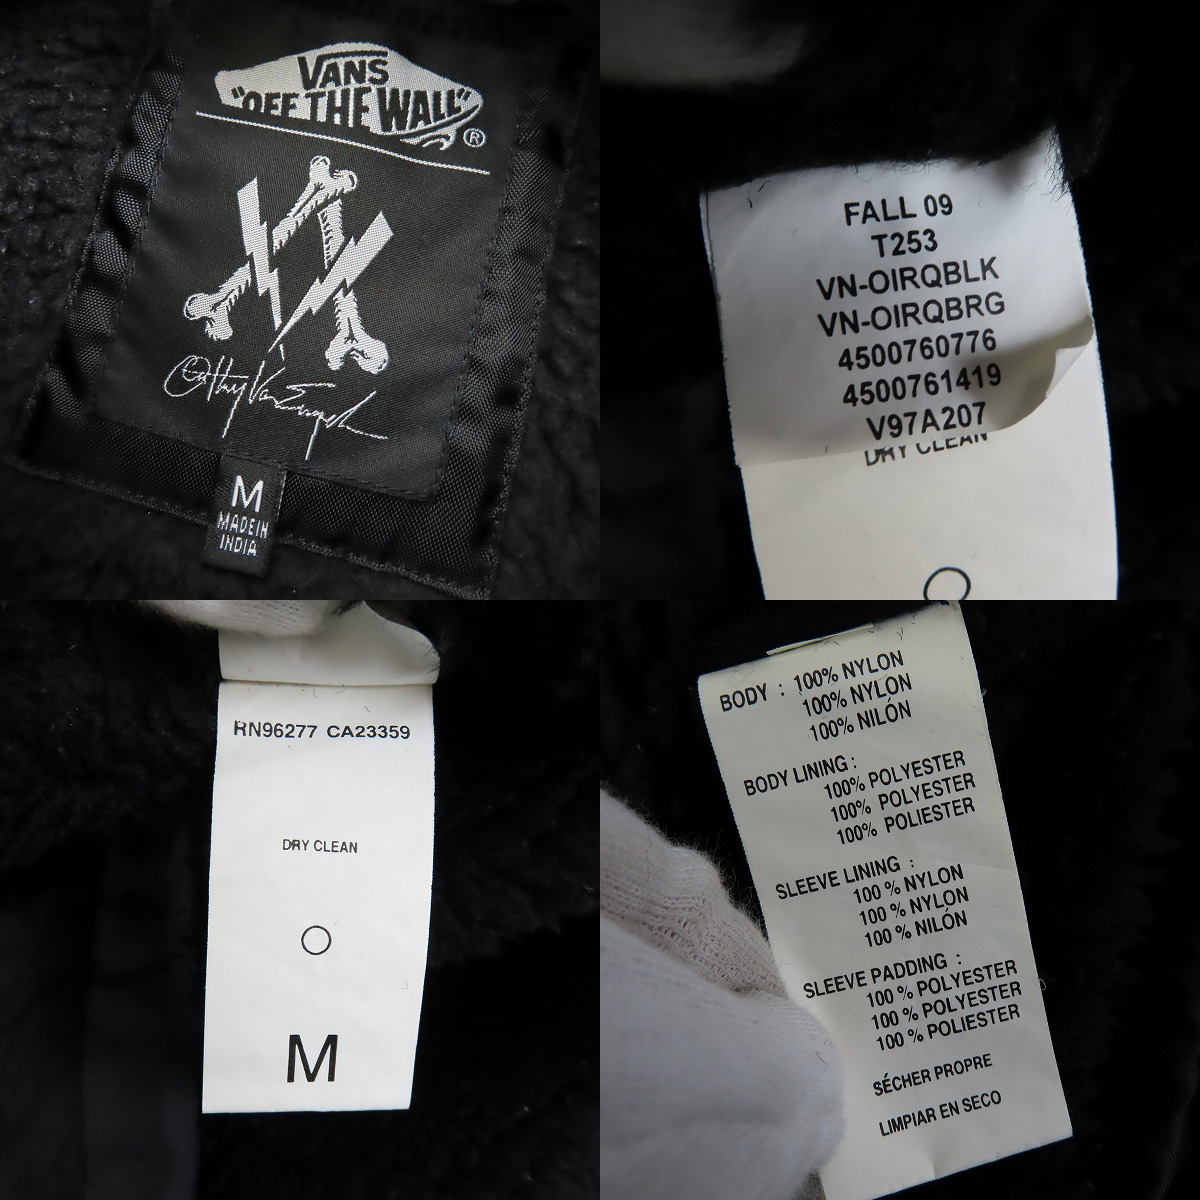 VANS
"OFF THE WALL"
®
M
MADE IN
INDIA
FALL 09
T253
VN-OIRQBLK
VN-OIRQBRG
4500760776
4500761419
V97A207
DRY CLEAN
RN96277 CA23359
DRY CLEAN
M
BODY : 100% NYLON
100% NYLON
100% NILÓN
BODY LINING :
100% POLYESTER
100% POLYESTER
100% POLIESTER
SLEEVE LINING :
100 % NYLON
100 % NYLON
100 % NILÓN
SLEEVE PADDING :
100 % POLYESTER
100 % POLYESTER
100 % POLIESTER
SÉCHER PROPRE
LIMPIAR EN SECO